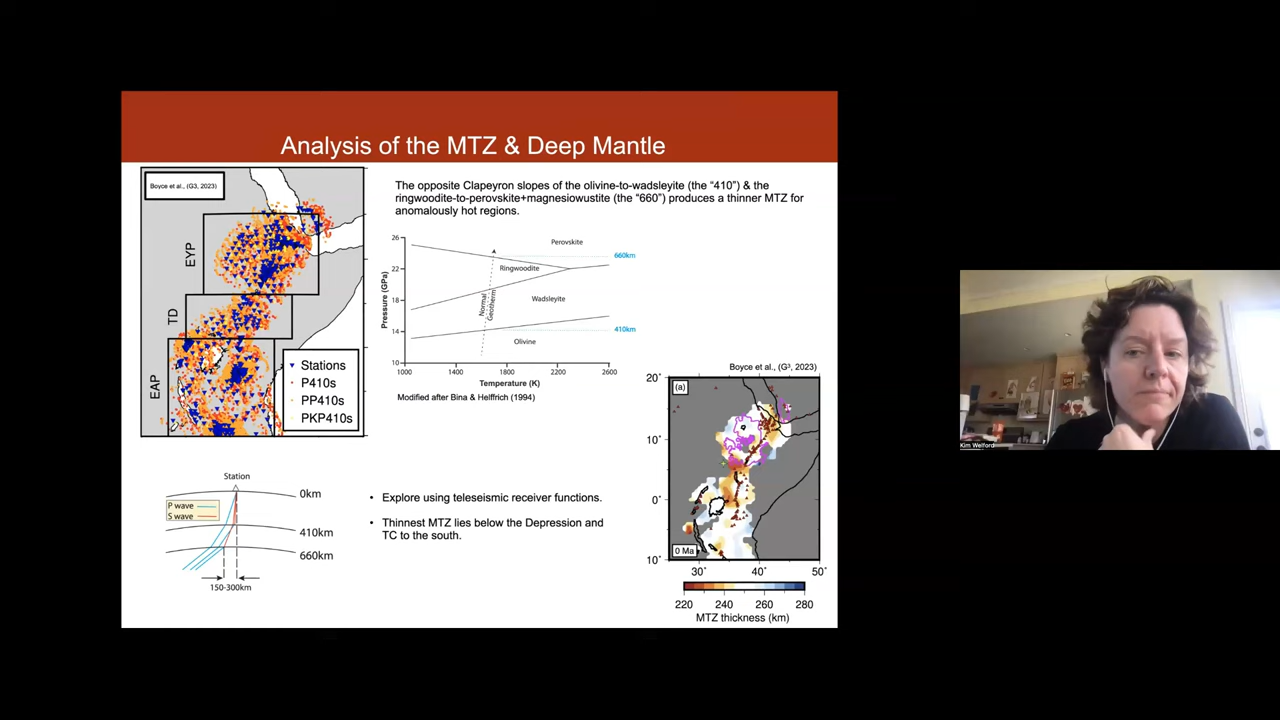 Analysis of the MTZ & Deep Mantle
Boyce et al., (G3, 2023)
EYP
TD
EAP
Stations
P410s
PP410s
PKP410s
The opposite Clapeyron slopes of the olivine-to-wadsleyite (the “410”) & the
ringwoodite-to-perovskite+magnesiowustite (the “660”) produces a thinner MTZ for
anomalously hot regions.
26
22
18
14
10
Pressure (GPa)
Perovskite
660km
Ringwoodite
Normal
Geotherm
Wadsleyite
410km
Olivine
1000
1400
1800
2200
2600
Temperature (K)
Modified after Bina & Helffrich (1994)
Station
P wave
S wave
0km
410km
660km
150-300km
• Explore using teleseismic receiver functions.
• Thinnest MTZ lies below the Depression and
TC to the south.
Boyce et al., (G³, 2023)
(a)
20˚
10˚
0˚
10˚
0 Ma
30˚
40˚
50˚
220
240
260
280
MTZ thickness (km)
Kim Welford